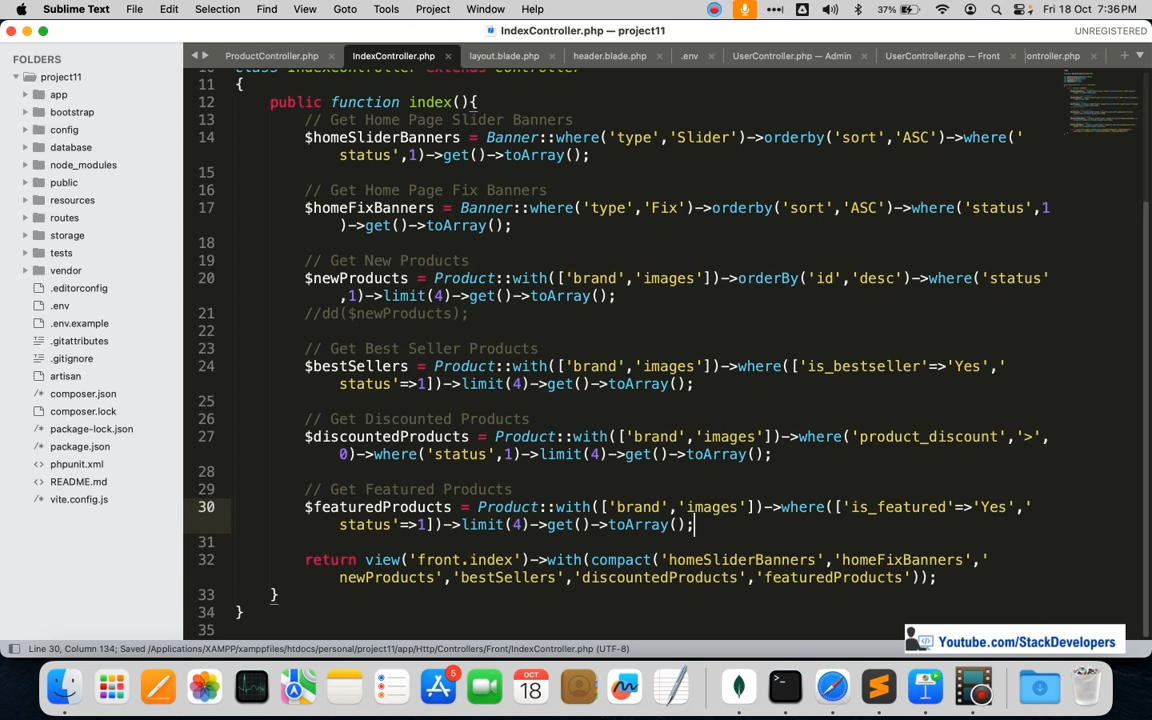 Sublime Text File Edit Selection Find View Goto Tools Project Window Help 37% Fri 18 Oct 7:36 PM
IndexController.php — project11 UNREGISTERED
FOLDERS
project11
app
bootstrap
config
database
node_modules
public
resources
routes
storage
tests
vendor
.editorconfig
.env
.env.example
.gitattributes
.gitignore
artisan
composer.json
composer.lock
package-lock.json
package.json
phpunit.xml
README.md
vite.config.js
ProductController.php IndexController.php layout.blade.php header.blade.php .env UserController.php — Admin UserController.php — Front ontroller.php
10 class IndexController extends Controller
11 {
12 public function index(){
13 // Get Home Page Slider Banners
14 $homeSliderBanners = Banner::where('type','Slider')->orderby('sort','ASC')->where('
status',1)->get()->toArray();
15
16 // Get Home Page Fix Banners
17 $homeFixBanners = Banner::where('type','Fix')->orderby('sort','ASC')->where('status',1
)->get()->toArray();
18
19 // Get New Products
20 $newProducts = Product::with(['brand','images'])->orderBy('id','desc')->where('status'
,1)->limit(4)->get()->toArray();
21 //dd($newProducts);
22
23 // Get Best Seller Products
24 $bestSellers = Product::with(['brand','images'])->where(['is_bestseller'=>'Yes','
status'=>1])->limit(4)->get()->toArray();
25
26 // Get Discounted Products
27 $discountedProducts = Product::with(['brand','images'])->where('product_discount','>',
0)->where('status',1)->limit(4)->get()->toArray();
28
29 // Get Featured Products
30 $featuredProducts = Product::with(['brand','images'])->where(['is_featured'=>'Yes','
status'=>1])->limit(4)->get()->toArray();
31
32 return view('front.index')->with(compact('homeSliderBanners','homeFixBanners','
newProducts','bestSellers','discountedProducts','featuredProducts'));
33 }
34 }
35
Youtube.com/StackDevelopers
Line 30, Column 134; Saved /Applications/XAMPP/xamppfiles/htdocs/personal/project11/app/Http/Controllers/Front/IndexController.php (UTF-8)
5
OCT
18